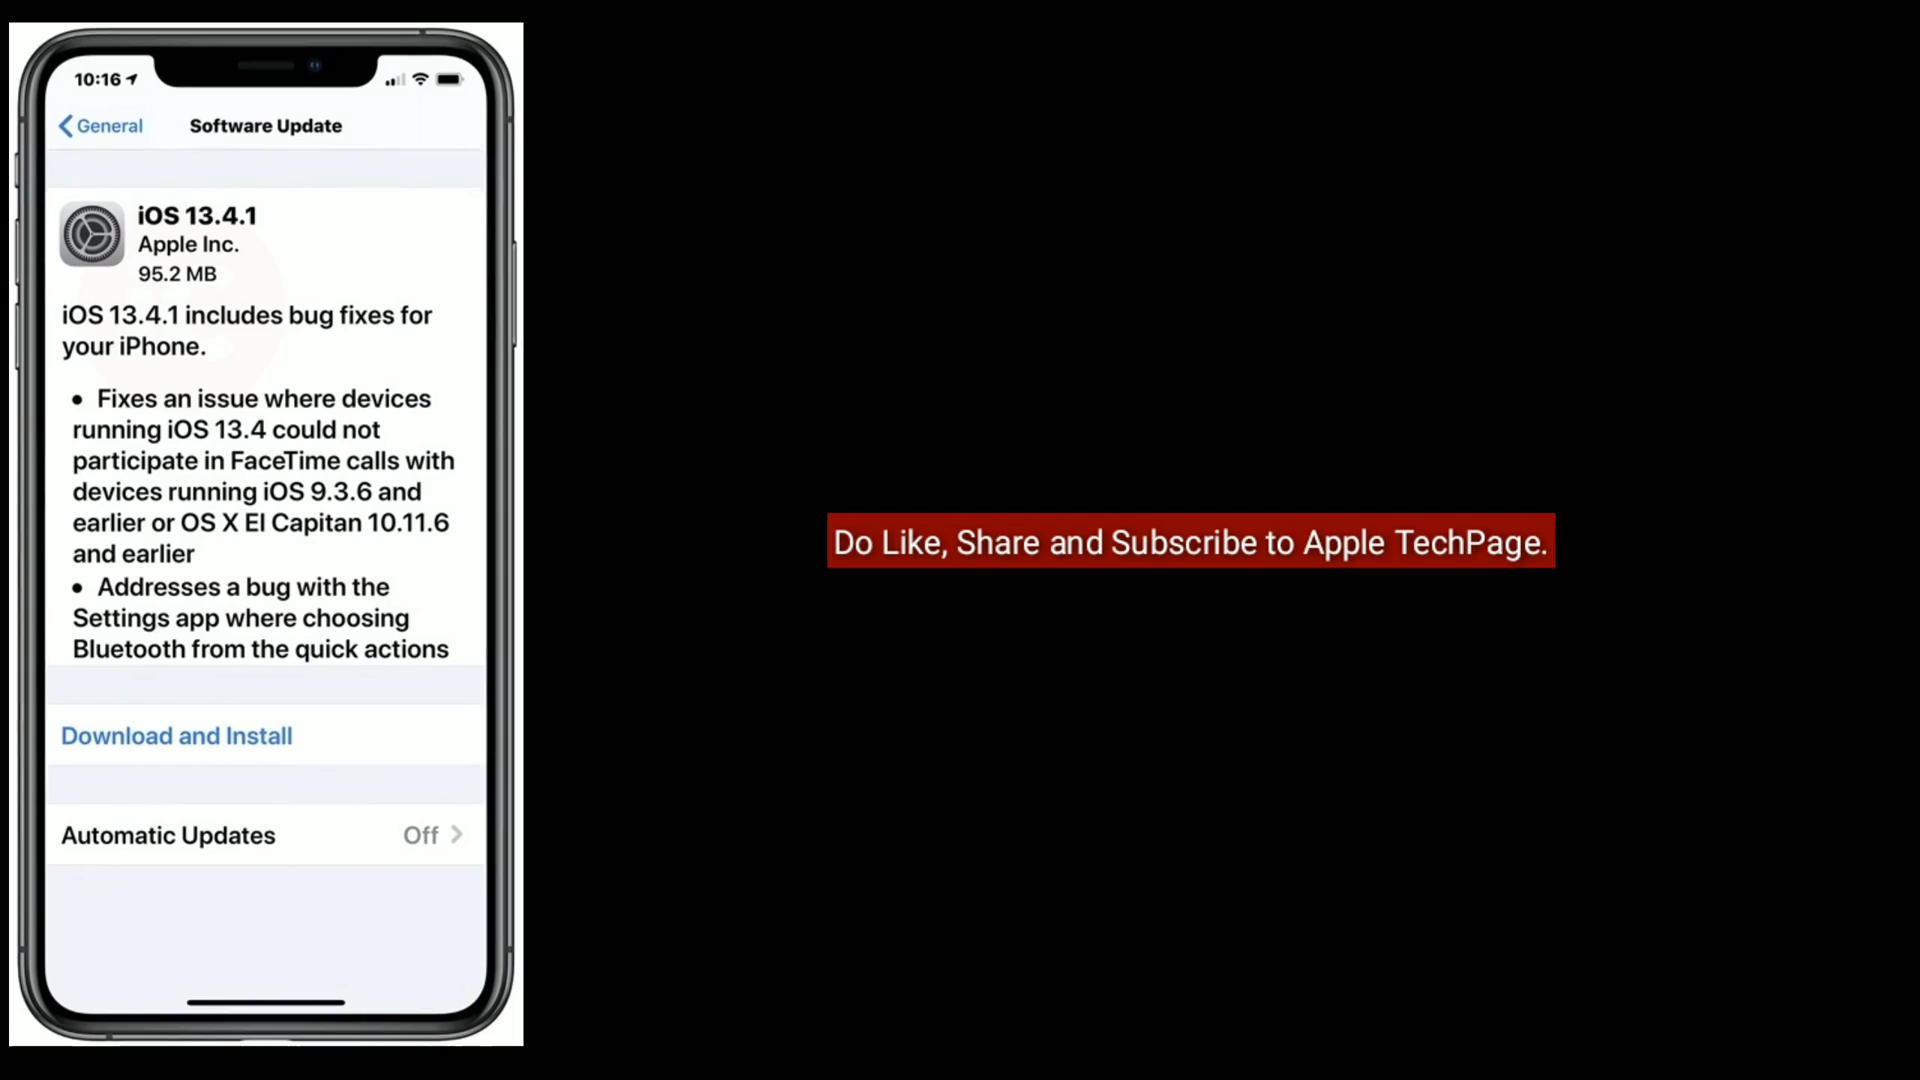 10:16
General
Software Update
iOS 13.4.1
Apple Inc.
95.2 MB
iOS 13.4.1 includes bug fixes for
your iPhone.
• Fixes an issue where devices
running iOS 13.4 could not
participate in FaceTime calls with
devices running iOS 9.3.6 and
earlier or OS X El Capitan 10.11.6
and earlier
• Addresses a bug with the
Settings app where choosing
Bluetooth from the quick actions
Download and Install
Automatic Updates Off
Do Like, Share and Subscribe to Apple TechPage.